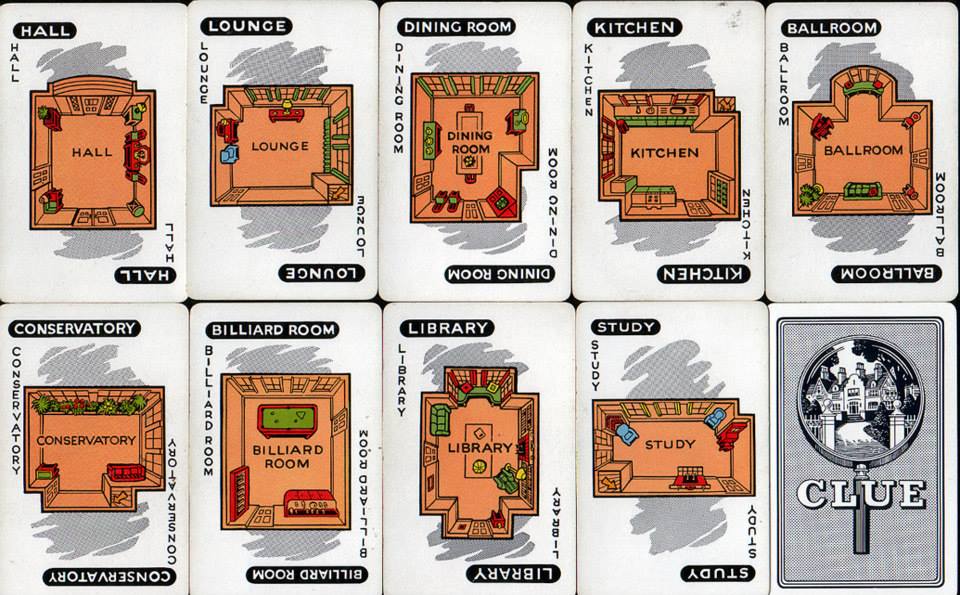 HALL
HALL
HALL
HALL
HALL
LOUNGE
LOUNGE
LOUNGE
LOUNGE
LOUNGE
DINING ROOM
DINING ROOM
DINING
ROOM
DINING ROOM
DINING ROOM
KITCHEN
KITCHEN
KITCHEN
KITCHEN
KITCHEN
BALLROOM
BALLROOM
BALLROOM
BALLROOM
BALLROOM
CONSERVATORY
CONSERVATORY
CONSERVATORY
CONSERVATORY
CONSERVATORY
BILLIARD ROOM
BILLIARD ROOM
BILLIARD
ROOM
BILLIARD ROOM
BILLIARD ROOM
LIBRARY
LIBRARY
LIBRARY
LIBRARY
LIBRARY
STUDY
STUDY
STUDY
STUDY
STUDY
CLUE